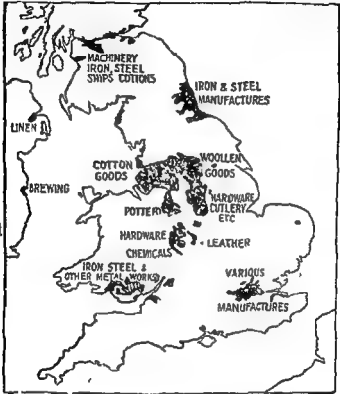 MACHINERY
IRON, STEEL
SHIPS COTTONS
IRON & STEEL
MANUFACTURES
LINEN
COTTON
GOODS
WOOLLEN
GOODS
BREWING
HARDWARE
CUTLERY
ETC
POTTERY
HARDWARE
CHEMICALS
LEATHER
IRON STEEL &
OTHER METAL WORKS
VARIOUS
MANUFACTURES